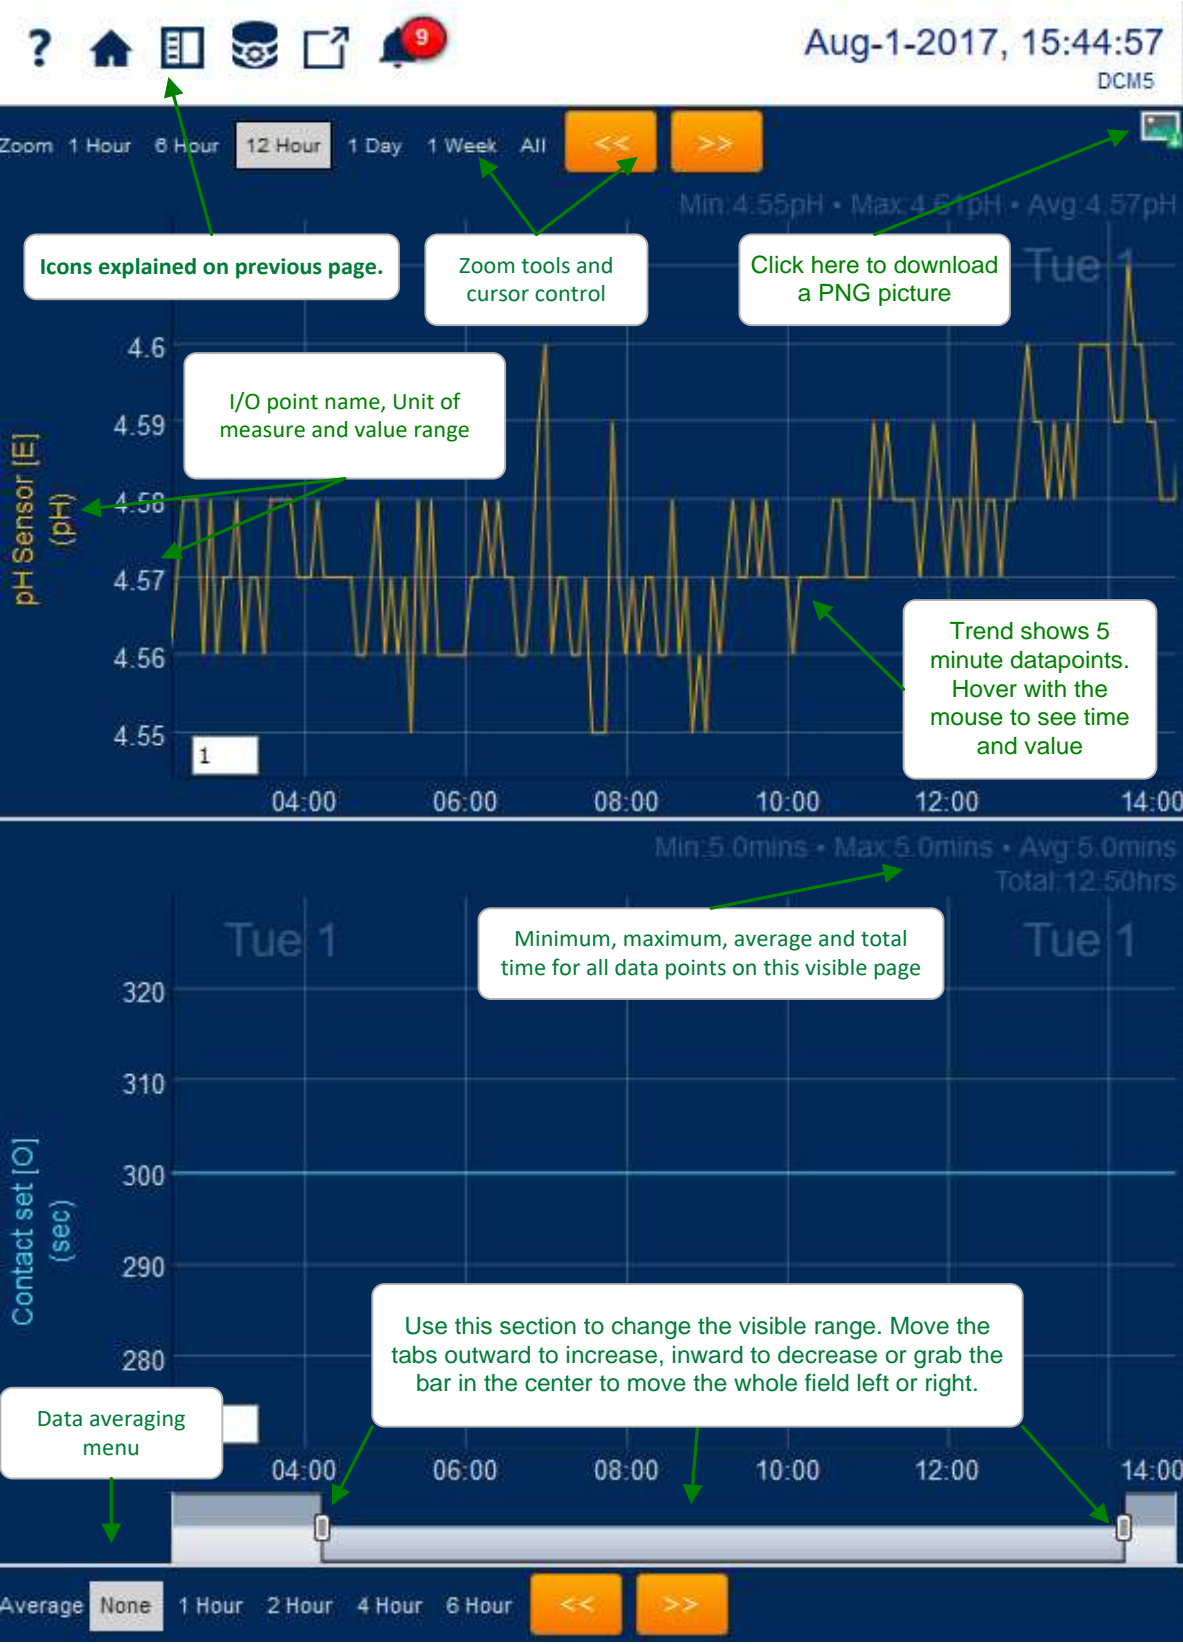 ?
9
Aug-1-2017, 15:44:57
DCM5
Zoom 1 Hour 6 Hour 12 Hour 1 Day 1 Week All << >>
Min:4.55pH • Max:4.61pH • Avg:4.57pH
Icons explained on previous page.
Zoom tools and
cursor control
Click here to download
a PNG picture
Tue 1
4.6
4.59
4.58
4.57
4.56
4.55
I/O point name, Unit of
measure and value range
pH Sensor [E]
(pH)
Trend shows 5
minute datapoints.
Hover with the
mouse to see time
and value
1
04:00 06:00 08:00 10:00 12:00 14:00
Min:5.0mins • Max:5.0mins • Avg:5.0mins
Total:12.50hrs
Tue 1
Minimum, maximum, average and total
time for all data points on this visible page
Tue 1
320
310
300
290
280
Contact set [O]
(sec)
Use this section to change the visible range. Move the
tabs outward to increase, inward to decrease or grab the
bar in the center to move the whole field left or right.
Data averaging
menu
04:00 06:00 08:00 10:00 12:00 14:00
Average None 1 Hour 2 Hour 4 Hour 6 Hour << >>